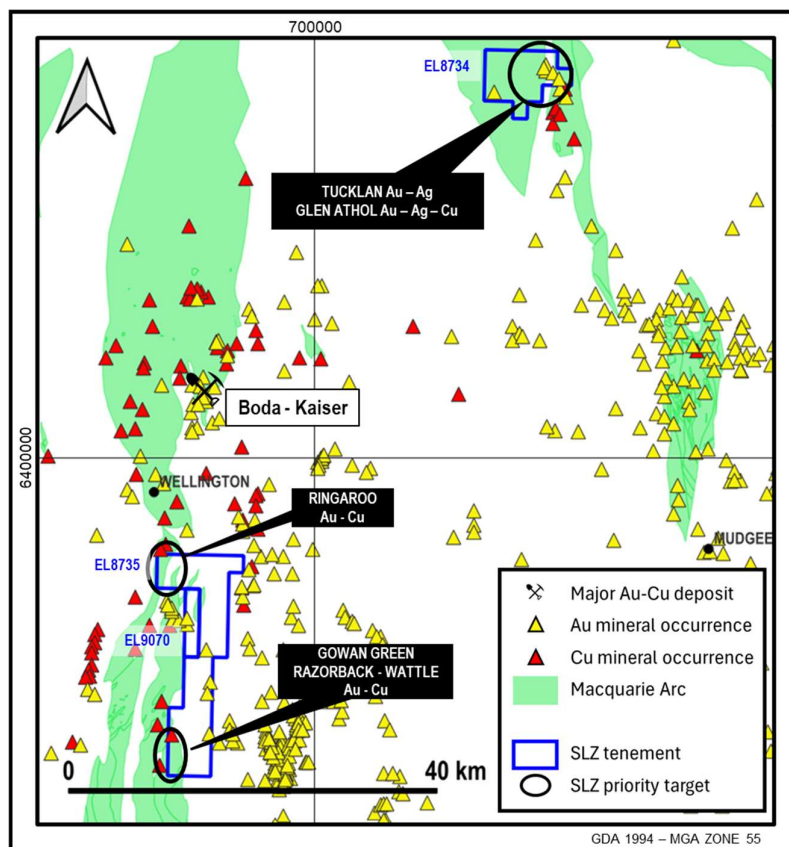 700000
EL8734
TUCKLAN Au – Ag
GLEN ATHOL Au – Ag – Cu
Boda - Kaiser
6400000
WELLINGTON
RINGAROO
Au - Cu
MUDGEE
EL8735
EL9070
GOWAN GREEN
RAZORBACK - WATTLE
Au - Cu
Major Au-Cu deposit
Au mineral occurrence
Cu mineral occurrence
Macquarie Arc
SLZ tenement
SLZ priority target
0
40 km
GDA 1994 – MGA ZONE 55